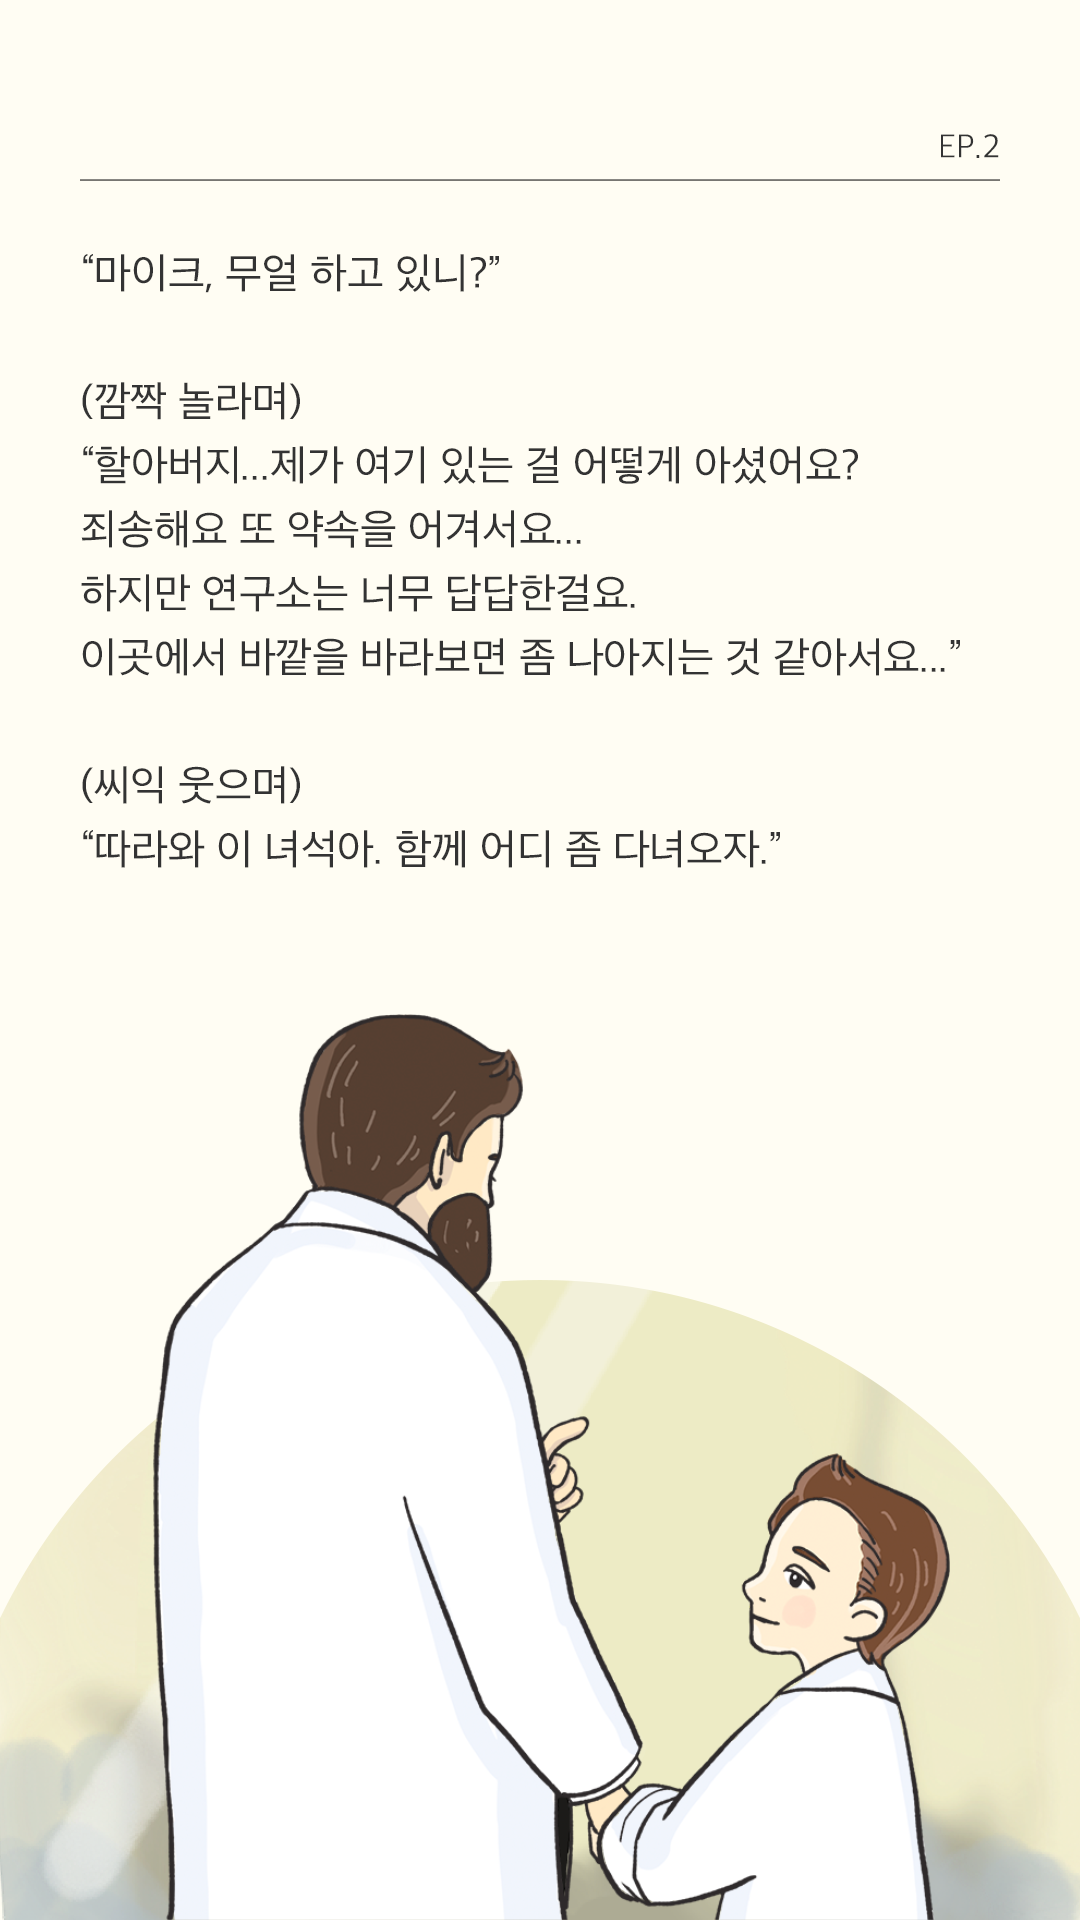 EP.2
“마이크, 무얼 하고 있니?”
(깜짝 놀라며)
“할아버지...제가 여기 있는 걸 어떻게 아셨어요?
죄송해요 또 약속을 어겨서요...
하지만 연구소는 너무 답답한걸요.
이곳에서 바깥을 바라보면 좀 나아지는 것 같아서요...”
(씨익 웃으며)
“따라와 이 녀석아. 함께 어디 좀 다녀오자.”